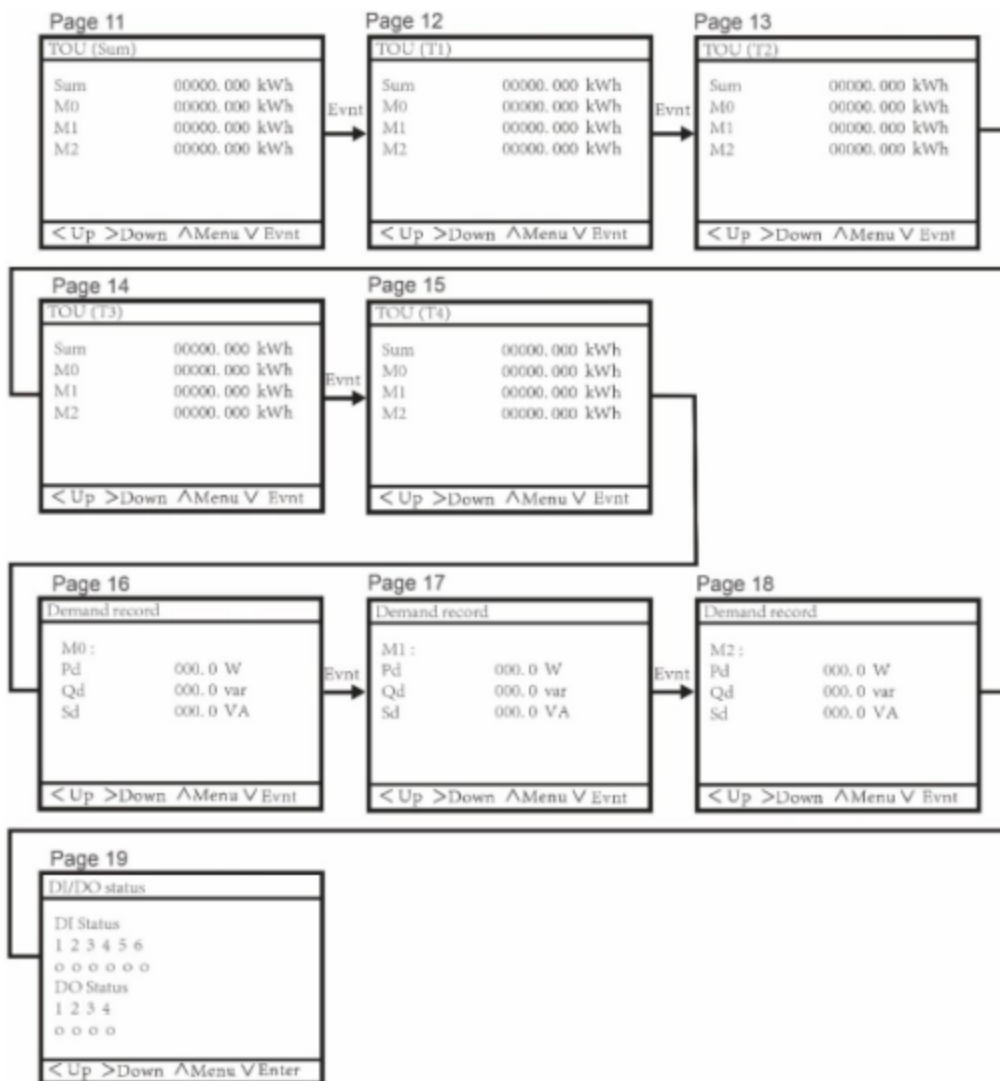 Page 11
TOU (Sum)
Sum 00000.000 kWh
M0 00000.000 kWh
M1 00000.000 kWh
M2 00000.000 kWh
< Up >Down ΛMenu V Evnt
Evnt
Page 12
TOU (T1)
Sum 00000.000 kWh
M0 00000.000 kWh
M1 00000.000 kWh
M2 00000.000 kWh
< Up >Down ΛMenu V Evnt
Evnt
Page 13
TOU (T2)
Sum 00000.000 kWh
M0 00000.000 kWh
M1 00000.000 kWh
M2 00000.000 kWh
< Up >Down ΛMenu V Evnt
Page 14
TOU (T3)
Sum 00000.000 kWh
M0 00000.000 kWh
M1 00000.000 kWh
M2 00000.000 kWh
< Up >Down ΛMenu V Evnt
Evnt
Page 15
TOU (T4)
Sum 00000.000 kWh
M0 00000.000 kWh
M1 00000.000 kWh
M2 00000.000 kWh
< Up >Down ΛMenu V Evnt
Page 16
Demand record
M0 :
Pd 000.0 W
Qd 000.0 var
Sd 000.0 VA
< Up >Down ΛMenu V Evnt
Evnt
Page 17
Demand record
M1 :
Pd 000.0 W
Qd 000.0 var
Sd 000.0 VA
< Up >Down ΛMenu V Evnt
Evnt
Page 18
Demand record
M2 :
Pd 000.0 W
Qd 000.0 var
Sd 000.0 VA
< Up >Down ΛMenu V Evnt
Page 19
DI/DO status
DI Status
1 2 3 4 5 6
o o o o o o
DO Status
1 2 3 4
o o o o
< Up >Down ΛMenu V Enter